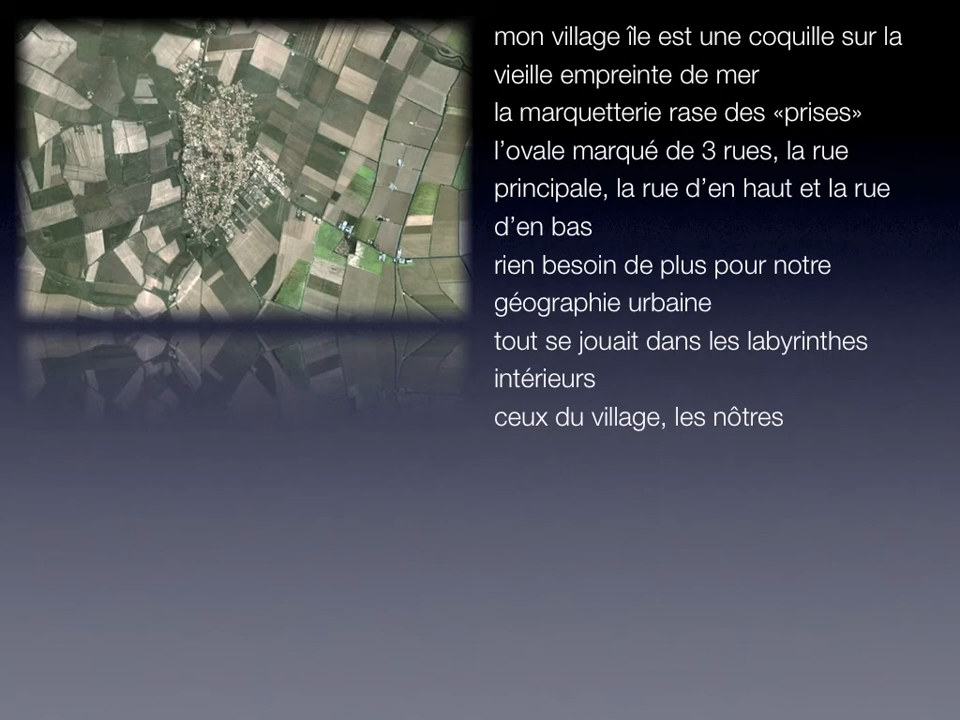 mon village île est une coquille sur la
vieille empreinte de mer
la marquetterie rase des «prises»
l’ovale marqué de 3 rues, la rue
principale, la rue d’en haut et la rue
d’en bas
rien besoin de plus pour notre
géographie urbaine
tout se jouait dans les labyrinthes
intérieurs
ceux du village, les nôtres